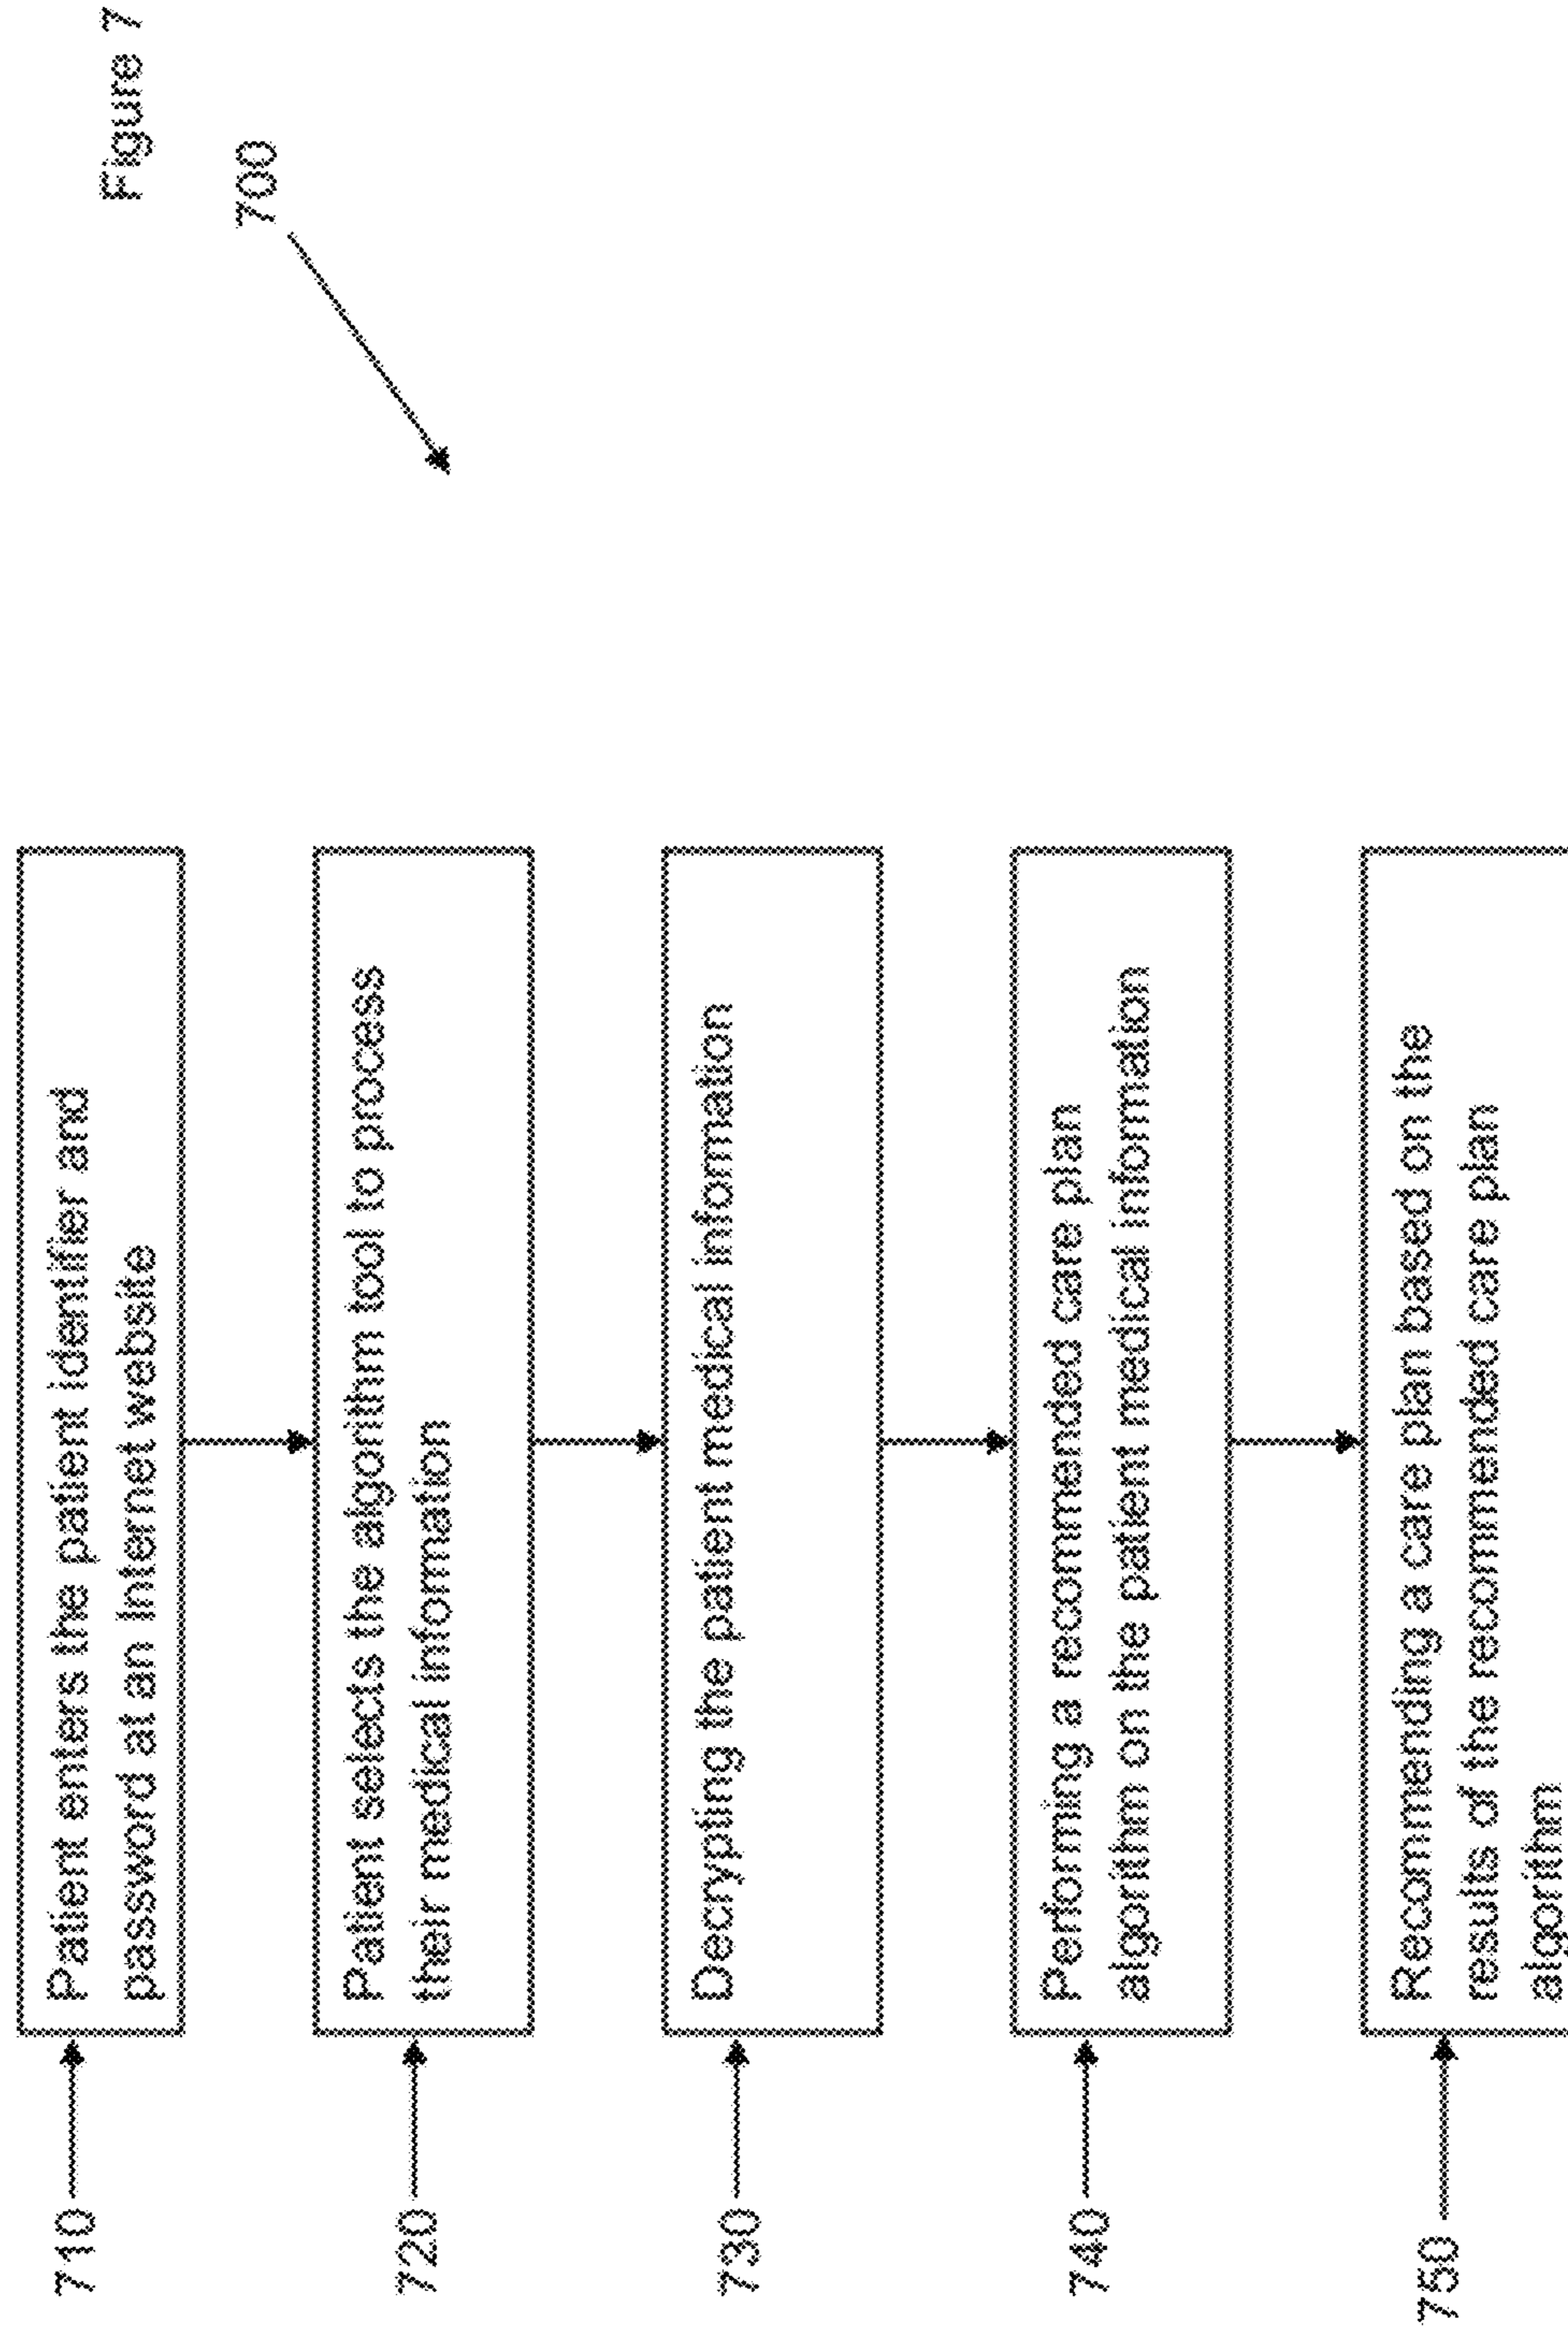 Figure 7
700
710
Patient enters the patient identifier and
password at an Internet website
720
Patient selects the algorithm tool to process
their medical information
730
Decrypting the patient medical information
740
Performing a recommended care plan
algorithm on the patient medical information
750
Recommending a care plan based on the
results of the recommended care plan
algorithm